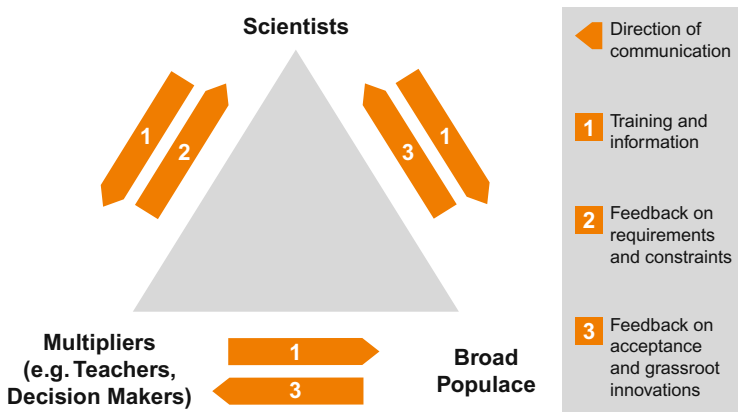 Scientists
1
2
3
1
Multipliers
(e.g. Teachers,
Decision Makers)
1
3
Broad
Populace
Direction of
communication
1
Training and
information
2
Feedback on
requirements
and constraints
3
Feedback on
acceptance
and grassroot
innovations